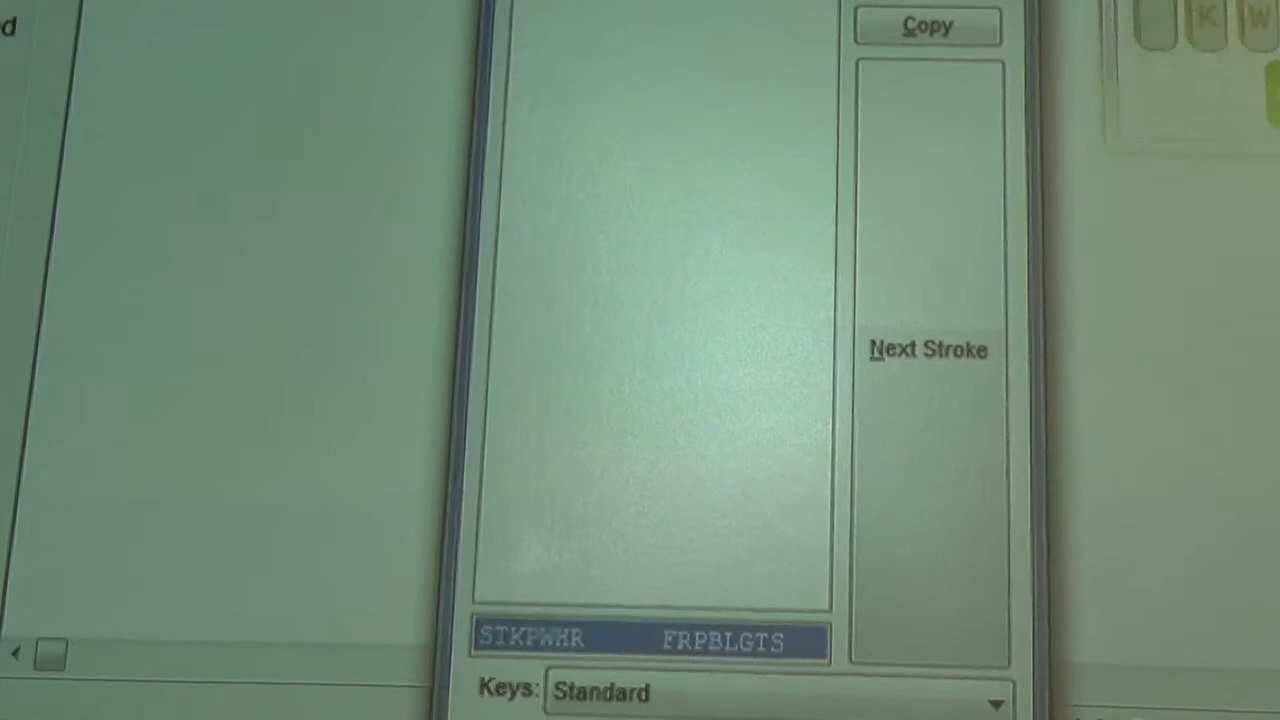 d
Copy
K W
Next Stroke
STKPWHR FRPBLGTS
Keys: Standard